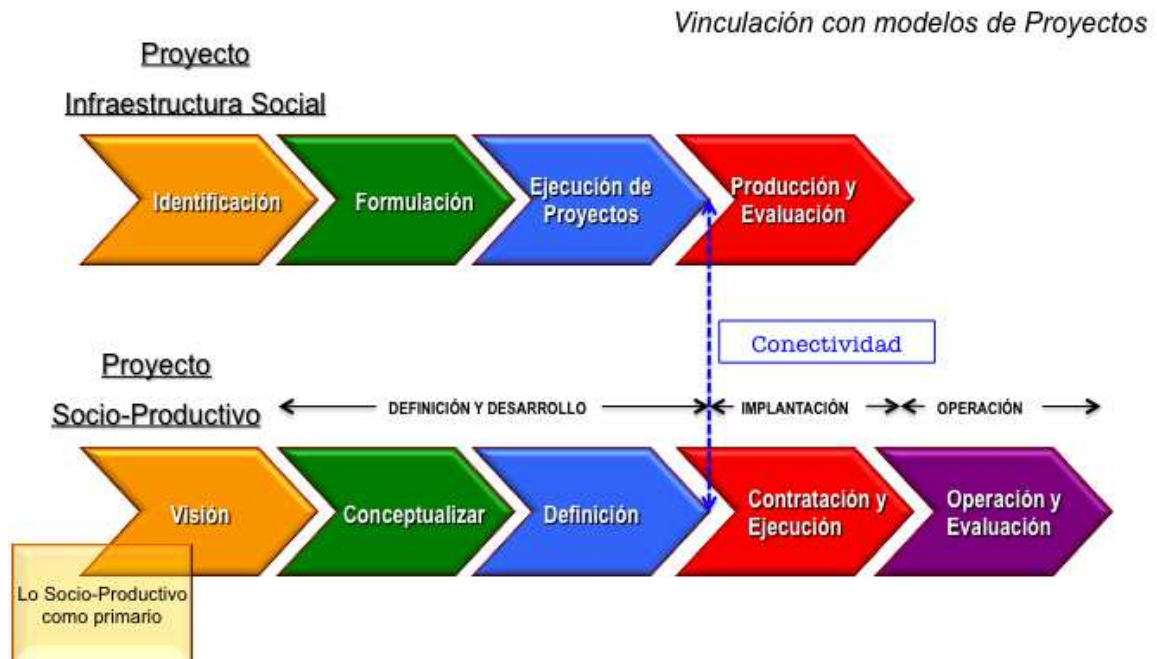 Vinculación con modelos de Proyectos
Proyecto
Infraestructura Social
Identificación
Formulación
Ejecución de
Proyectos
Producción y
Evaluación
Conectividad
Proyecto
Socio-Productivo
DEFINICIÓN Y DESARROLLO
IMPLANTACIÓN
OPERACIÓN
Visión
Conceptualizar
Definición
Contratación y
Ejecución
Operación y
Evaluación
Lo Socio-Productivo
como primario